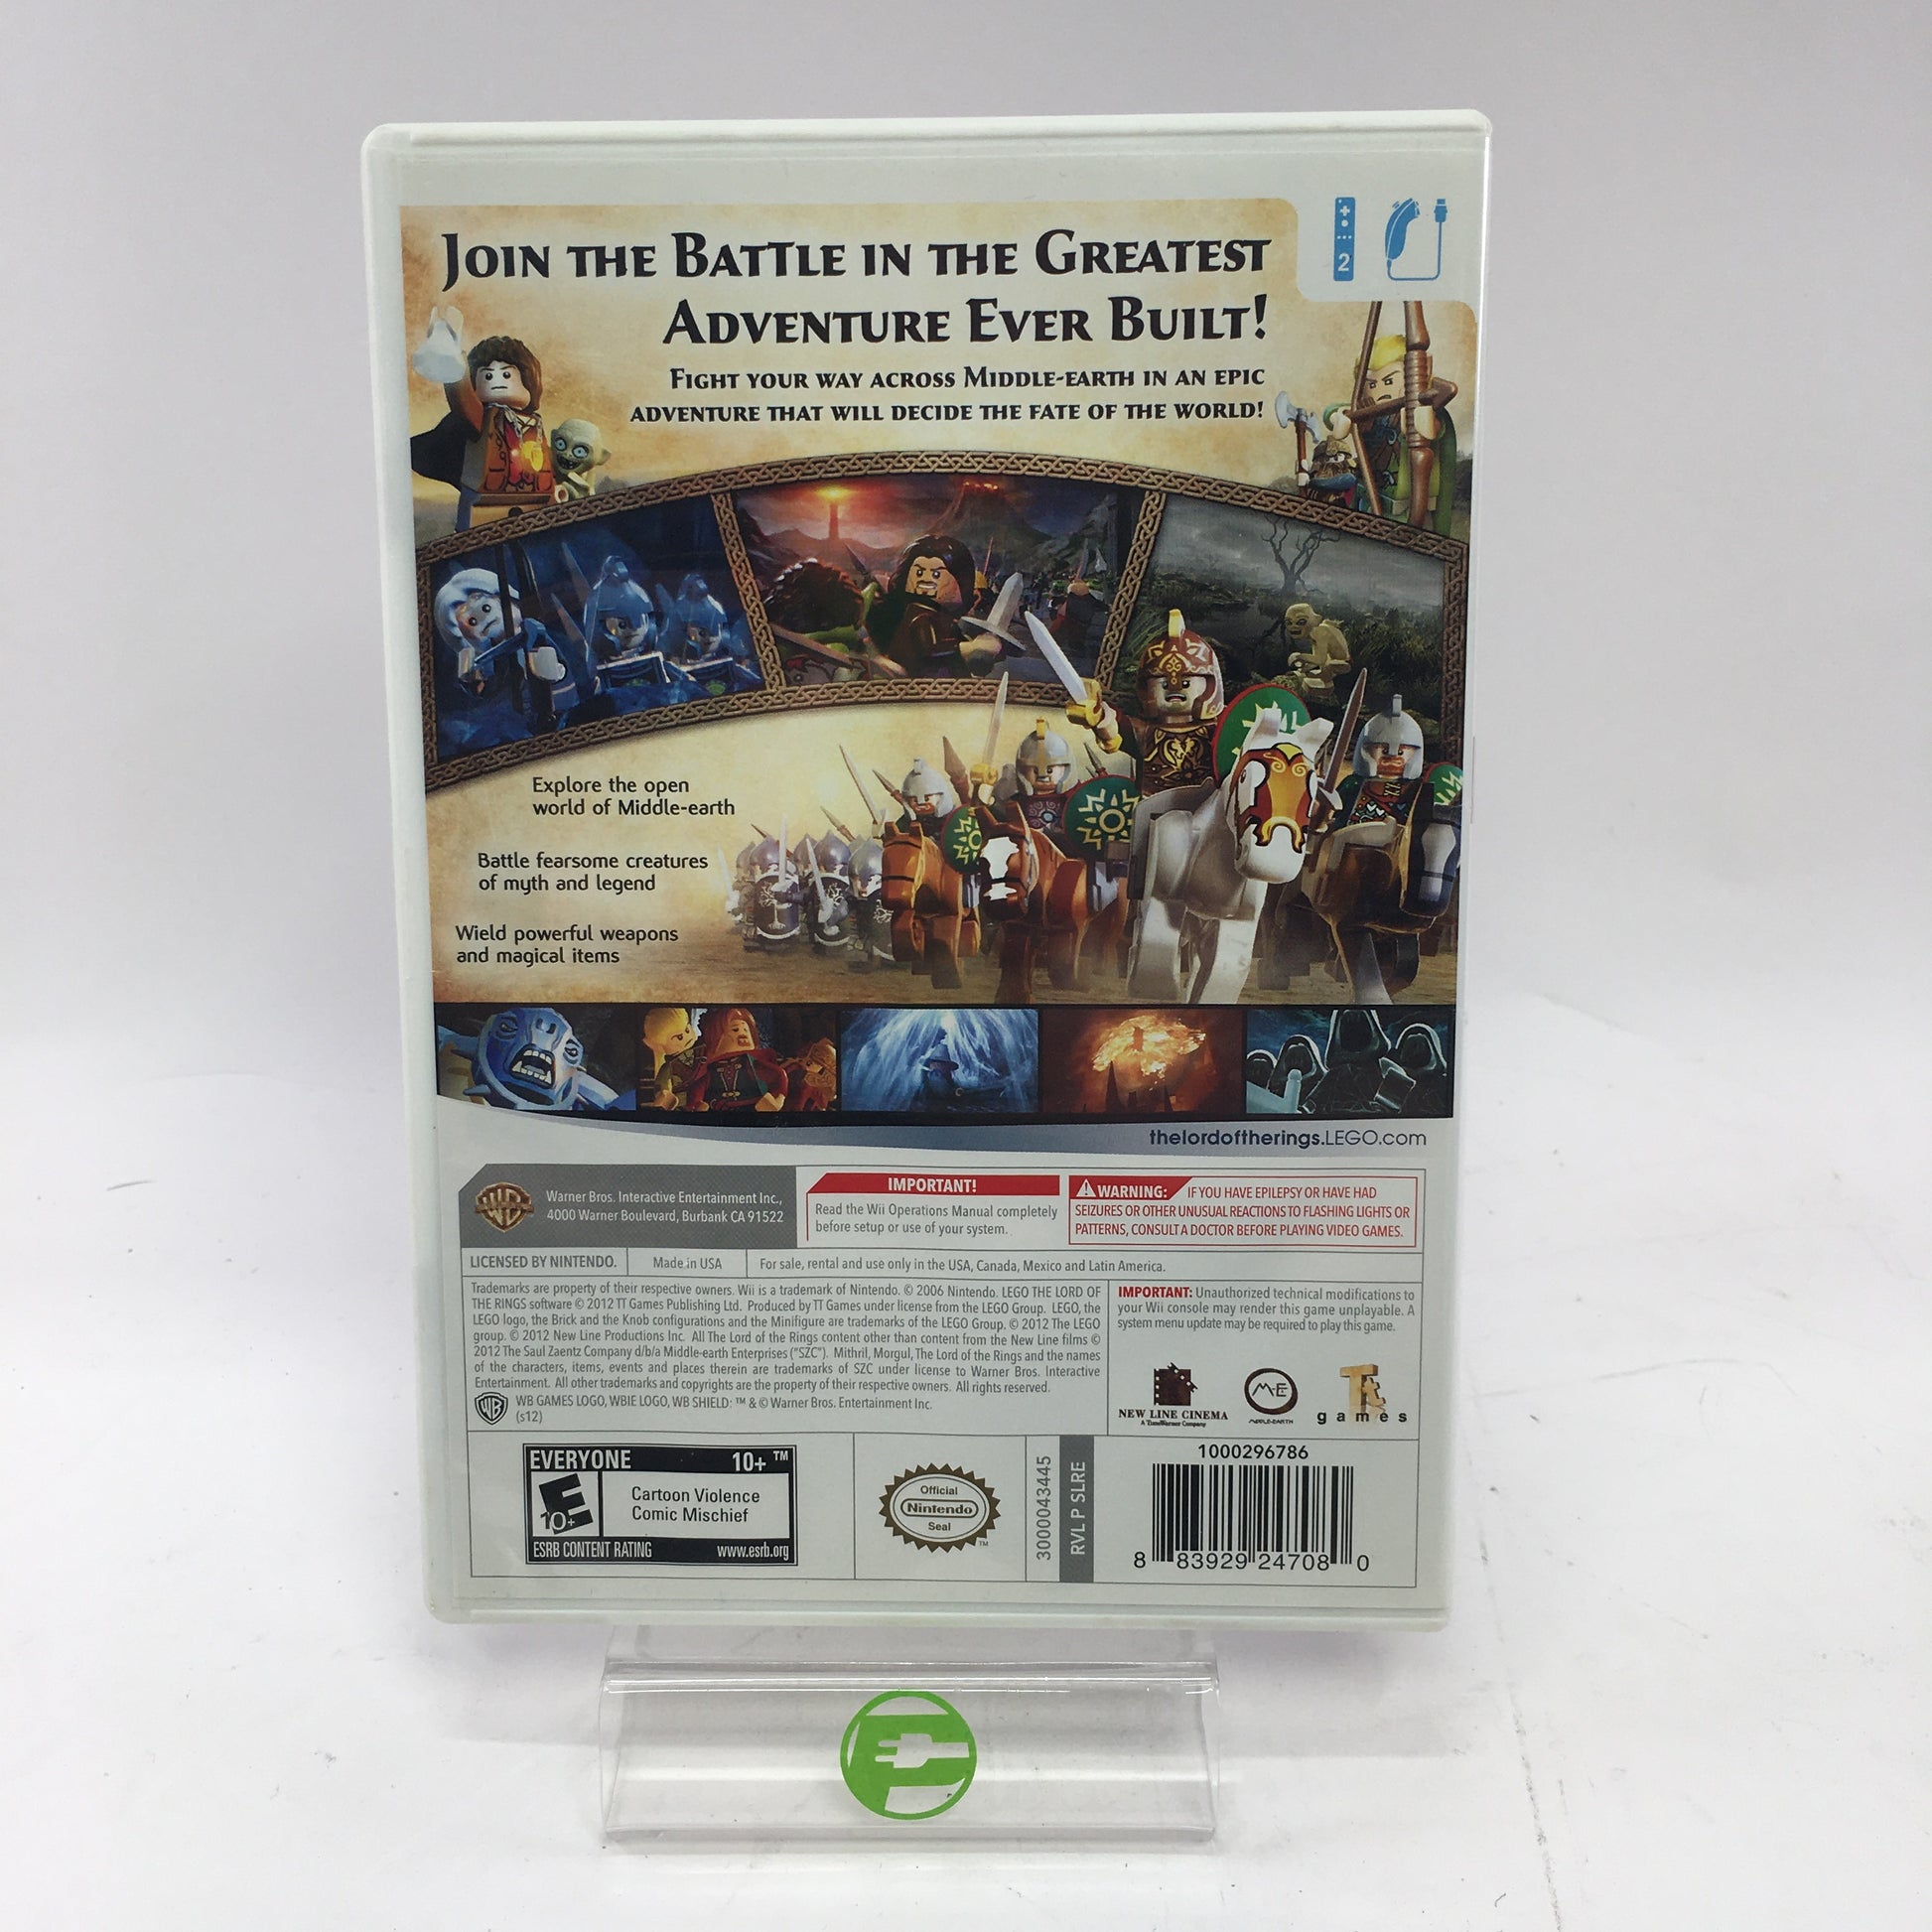 JOIN THE BATTLE IN THE GREATEST
ADVENTURE EVER BUILT!
FIGHT YOUR WAY ACROSS MIDDLE-EARTH IN AN EPIC
ADVENTURE THAT WILL DECIDE THE FATE OF THE WORLD!
2
Explore the open
world of Middle-earth
Battle fearsome creatures
of myth and legend
Wield powerful weapons
and magical items
thelordoftherings.LEGO.com
WB
Warner Bros. Interactive Entertainment Inc.,
4000 Warner Boulevard, Burbank CA 91522
IMPORTANT!
Read the Wii Operations Manual completely
before setup or use of your system.
WARNING: IF YOU HAVE EPILEPSY OR HAVE HAD
SEIZURES OR OTHER UNUSUAL REACTIONS TO FLASHING LIGHTS OR
PATTERNS, CONSULT A DOCTOR BEFORE PLAYING VIDEO GAMES.
LICENSED BY NINTENDO.
Made in USA
For sale, rental and use only in the USA, Canada, Mexico and Latin America.
Trademarks are property of their respective owners. Wii is a trademark of Nintendo. © 2006 Nintendo. LEGO THE LORD OF
THE RINGS software © 2012 TT Games Publishing Ltd. Produced by TT Games under license from the LEGO Group. LEGO, the
LEGO logo, the Brick and the Knob configurations and the Minifigure are trademarks of the LEGO Group. © 2012 The LEGO
group. © 2012 New Line Productions Inc. All The Lord of the Rings content other than content from the New Line films ©
2012 The Saul Zaentz Company d/b/a Middle-earth Enterprises ("SZC"). Mithril, Morgul, The Lord of the Rings and the names
of the characters, items, events and places therein are trademarks of SZC under license to Warner Bros. Interactive
Entertainment. All other trademarks and copyrights are the property of their respective owners. All rights reserved.
WB
WB GAMES LOGO, WBIE LOGO, WB SHIELD: ™ & © Warner Bros. Entertainment Inc.
(s12)
IMPORTANT: Unauthorized technical modifications to
your Wii console may render this game unplayable. A
system menu update may be required to play this game.
NEW LINE CINEMA
A TimeWarner Company
M-E
MIDDLE-EARTH
Tt
games
EVERYONE 10+ ™
E
10+
Cartoon Violence
Comic Mischief
ESRB CONTENT RATING www.esrb.org
Official
Nintendo
Seal
™
3000043445
RVL P SLRE
1000296786
8 83929 24708 0